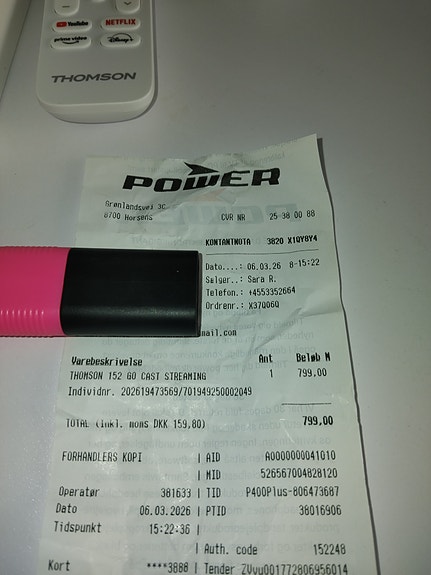 YouTube NETFLIX
prime video Disney+
THOMSON
POWER
Grønlandsvej 3C
8700 Horsens CVR NR 25 38 00 88
KONTANTNOTA 3820 X1QY8Y4
Dato....: 06.03.26 8-15:22
Sælger..: Sara R.
Telefon.: +4553352664
Ordrenr.: X37Q06Q
mail.com
Varebeskrivelse Ant Beløb M
THOMSON 152 GO CAST STREAMING 1 799.00
Individnr. 202619473569/701949250002049
TOTAL (inkl. moms DKK 159,80) 799,00
FORHANDLERS KOPI | AID A0000000041010
| MID 526567004828120
Operatør 381633 | TID P400Plus-806473687
Dato 06.03.2026 | PTID 38016906
Tidspunkt 15:22:36 |
| Auth. code 152248
Kort ****3888 | Tender ZVvu001772806956014